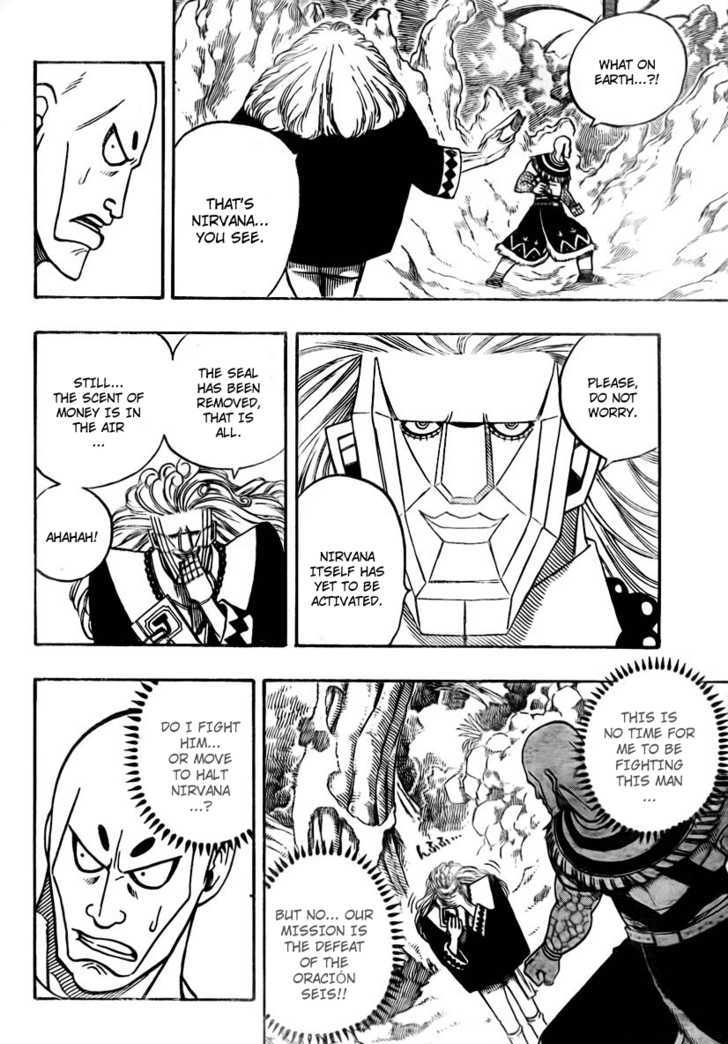 WHAT ON
EARTH...?!
THAT'S
NIRVANA...
YOU SEE.
PLEASE,
DO NOT
WORRY.
NIRVANA
ITSELF HAS
YET TO BE
ACTIVATED.
THE SEAL
HAS BEEN
REMOVED,
THAT IS
ALL.
STILL...
THE SCENT OF
MONEY IS IN
THE AIR
...
AHAHAH!
THIS IS
NO TIME FOR
ME TO BE
FIGHTING
THIS MAN
...
BUT NO... OUR
MISSION IS
THE DEFEAT
OF THE
ORACIÓN
SEIS!!
DO I FIGHT
HIM...
OR MOVE
TO HALT
NIRVANA
...?